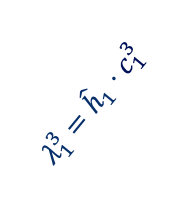 λ₁³ = ĥ₁ · c₁³